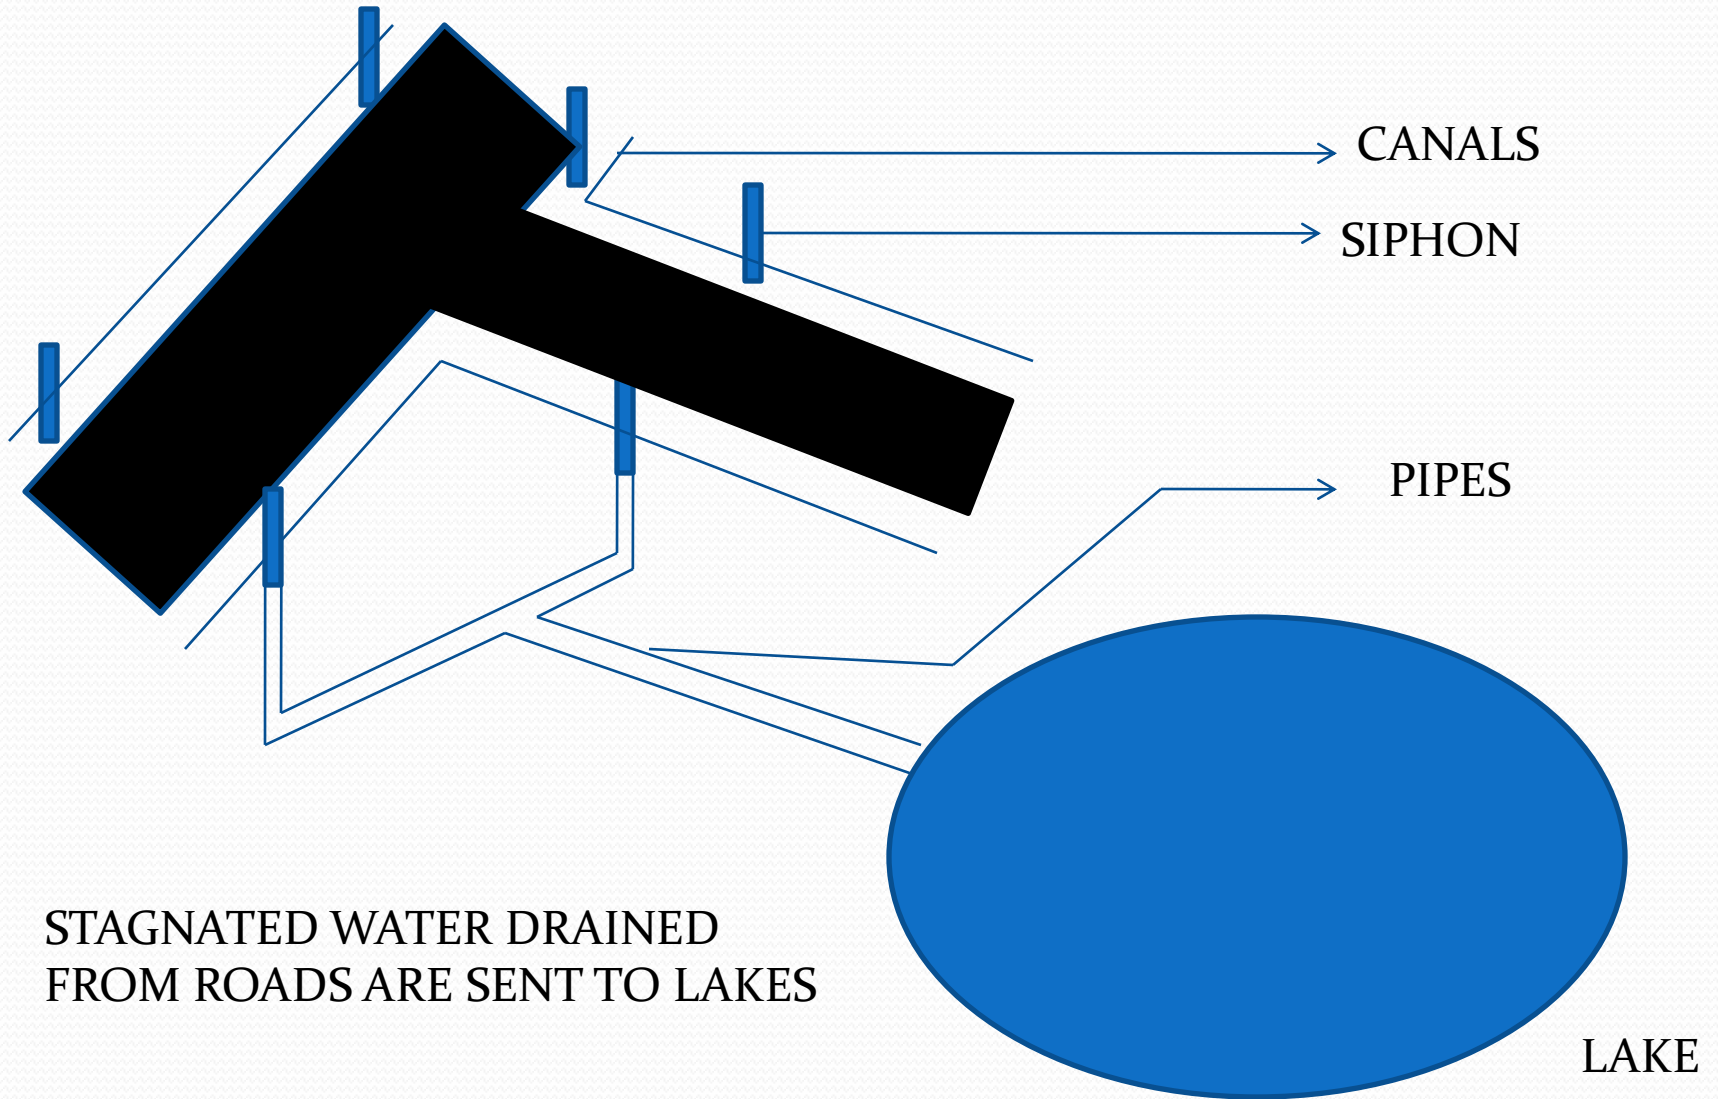 CANALS
SIPHON
PIPES
STAGNATED WATER DRAINED
FROM ROADS ARE SENT TO LAKES
LAKE